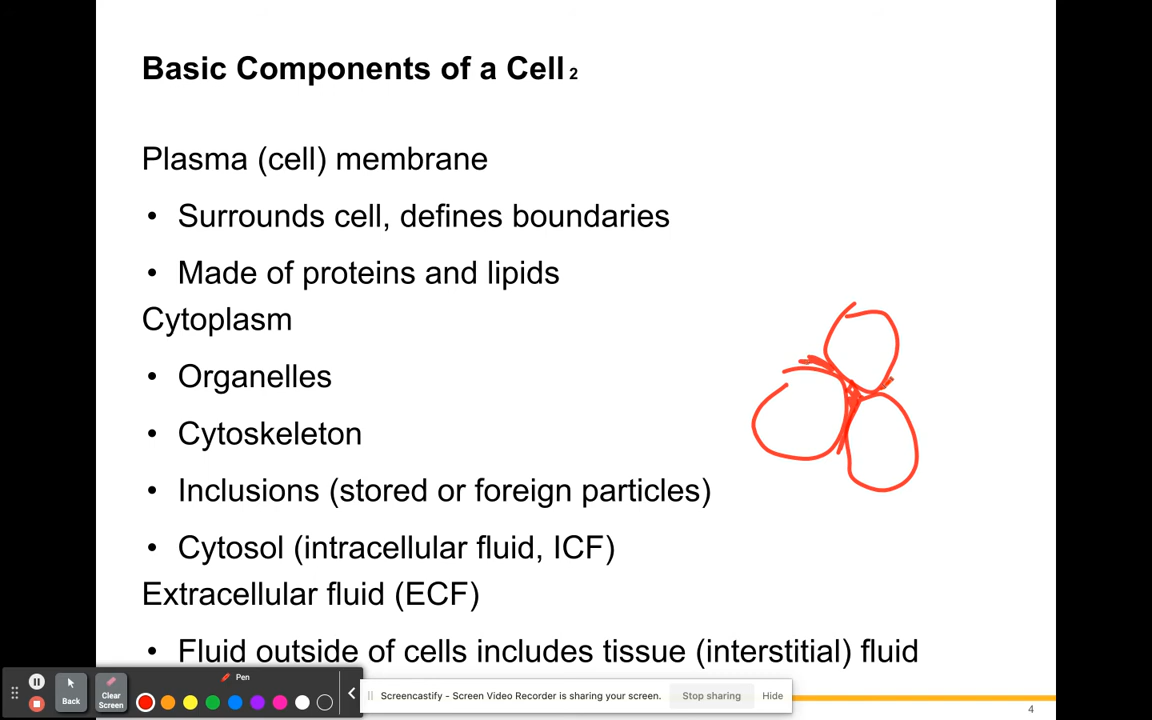 Basic Components of a Cell 2
Plasma (cell) membrane
• Surrounds cell, defines boundaries
• Made of proteins and lipids
Cytoplasm
• Organelles
• Cytoskeleton
• Inclusions (stored or foreign particles)
• Cytosol (intracellular fluid, ICF)
Extracellular fluid (ECF)
• Fluid outside of cells includes tissue (interstitial) fluid
Pen
Back
Clear
Screen
Screencastify - Screen Video Recorder is sharing your screen.
Stop sharing
Hide
4